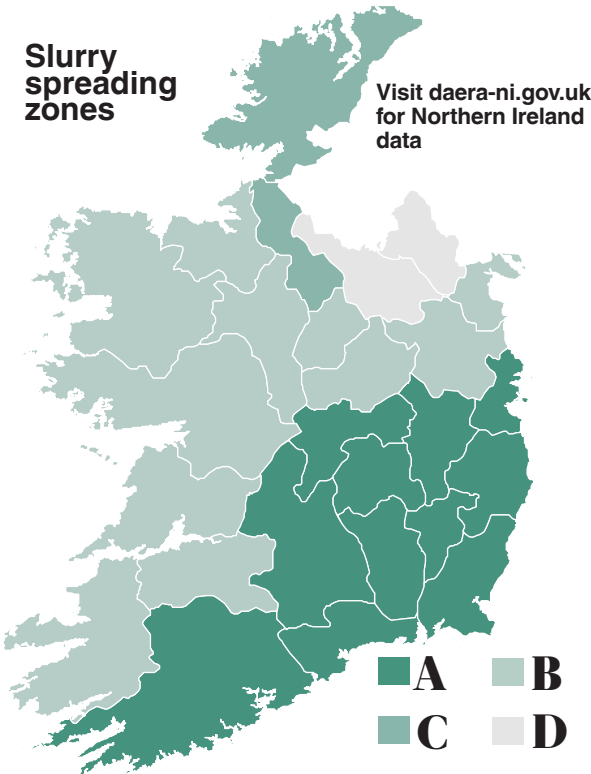 Slurry
spreading
zones
Visit daera-ni.gov.uk
for Northern Ireland
data
A
B
C
D